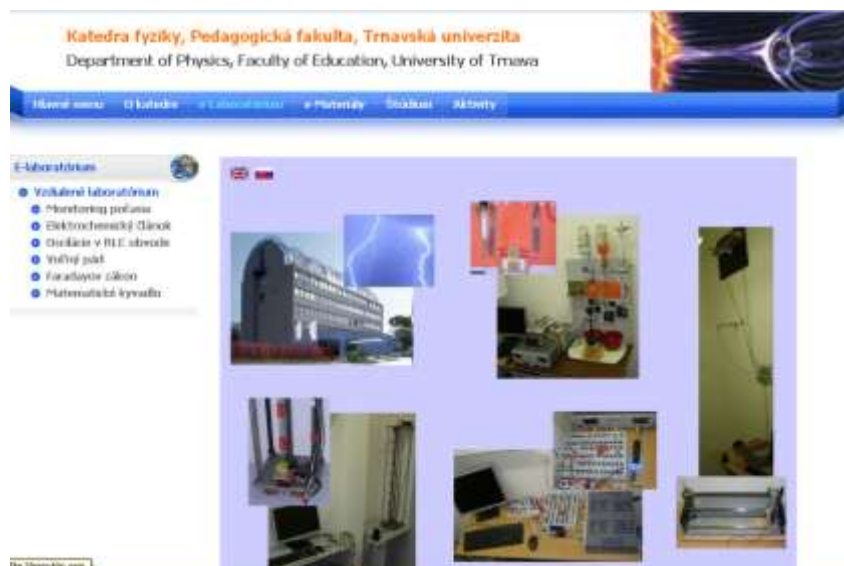 Katedra fyziky, Pedagogická fakulta, Trnavská univerzita
Department of Physics, Faculty of Education, University of Trnava
Hlavné menu O katedre e-Laboratórium e-Materiály Štúdium Aktivity
E-laboratórium
Vzdialené laboratórium
Monitoring počasia
Elektrochemický článok
Oscilácie v RLC obvode
Voľný pád
Faradayov zákon
Matematické kyvadlo